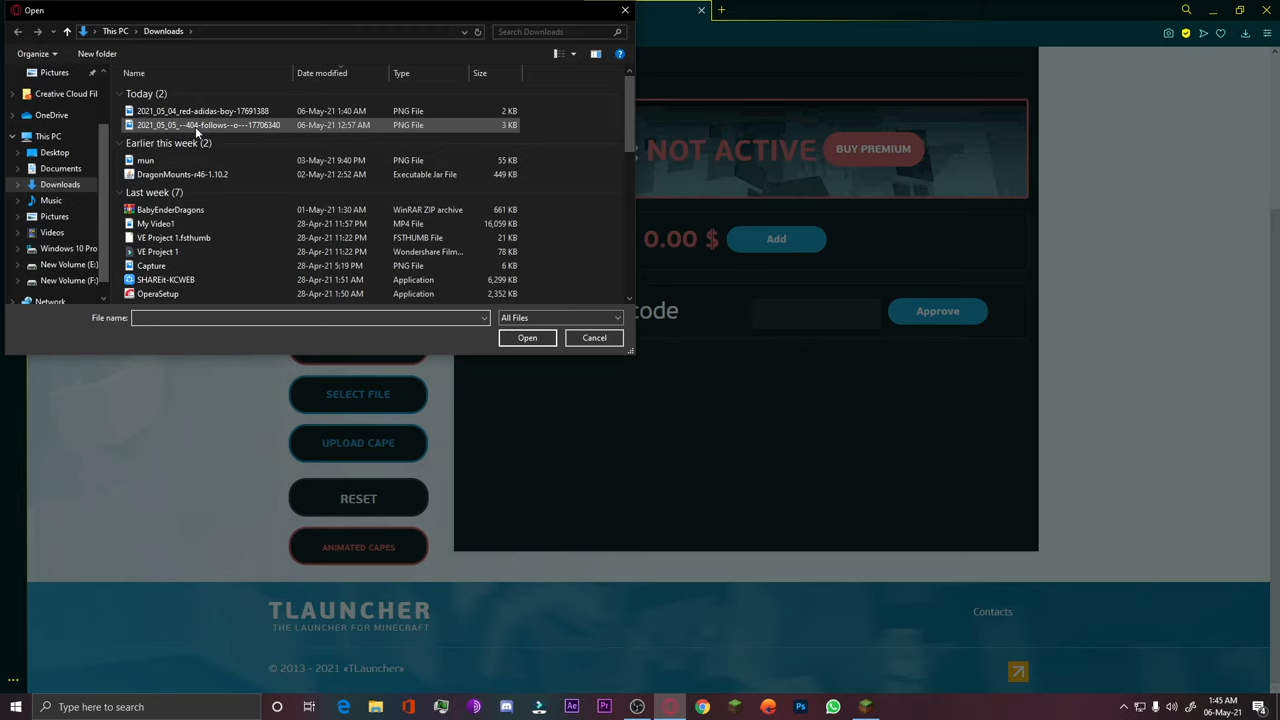 Open
This PC > Downloads >
Search Downloads
Organize
New folder
Name
Date modified
Type
Size
Pictures
Creative Cloud Fil
OneDrive
This PC
Desktop
Documents
Downloads
Music
Pictures
Videos
Windows 10 Pro
New Volume (E:)
New Volume (E:)
Network
Today (2)
2021_05_04_red-adidas-boy-17691388 06-May-21 1:40 AM PNG File 2 KB
2021_05_05_--404-follows--o---17706340 06-May-21 12:57 AM PNG File 3 KB
Earlier this week (2)
mun 03-May-21 9:40 PM PNG File 55 KB
DragonMounts-r46-1.10.2 03-May-21 2:52 AM Executable Jar File 449 KB
Last week (7)
BabyEnderDragons 01-May-21 1:30 AM WinRAR ZIP archive 661 KB
My Video1 28-Apr-21 11:57 PM MP4 File 16,059 KB
VE Project 1.fsthumb 28-Apr-21 11:22 PM FSTHUMB File 21 KB
VE Project 1 28-Apr-21 11:22 PM Wondershare Film... 78 KB
Capture 28-Apr-21 5:19 PM PNG File 6 KB
SHAREit-KCWEB 28-Apr-21 1:51 AM Application 6,299 KB
OperaSetup 28-Apr-21 1:50 AM Application 2,352 KB
File name:
All Files
Open
Cancel
: NOT ACTIVE
BUY PREMIUM
0.00 $
Add
code
Approve
SELECT FILE
UPLOAD CAPE
RESET
ANIMATED CAPES
TLAUNCHER
THE LAUNCHER FOR MINECRAFT
Contacts
© 2013 - 2021 «TLauncher»
Type here to search
Ae
Pr
Ps
1:45 AM
06-May-21